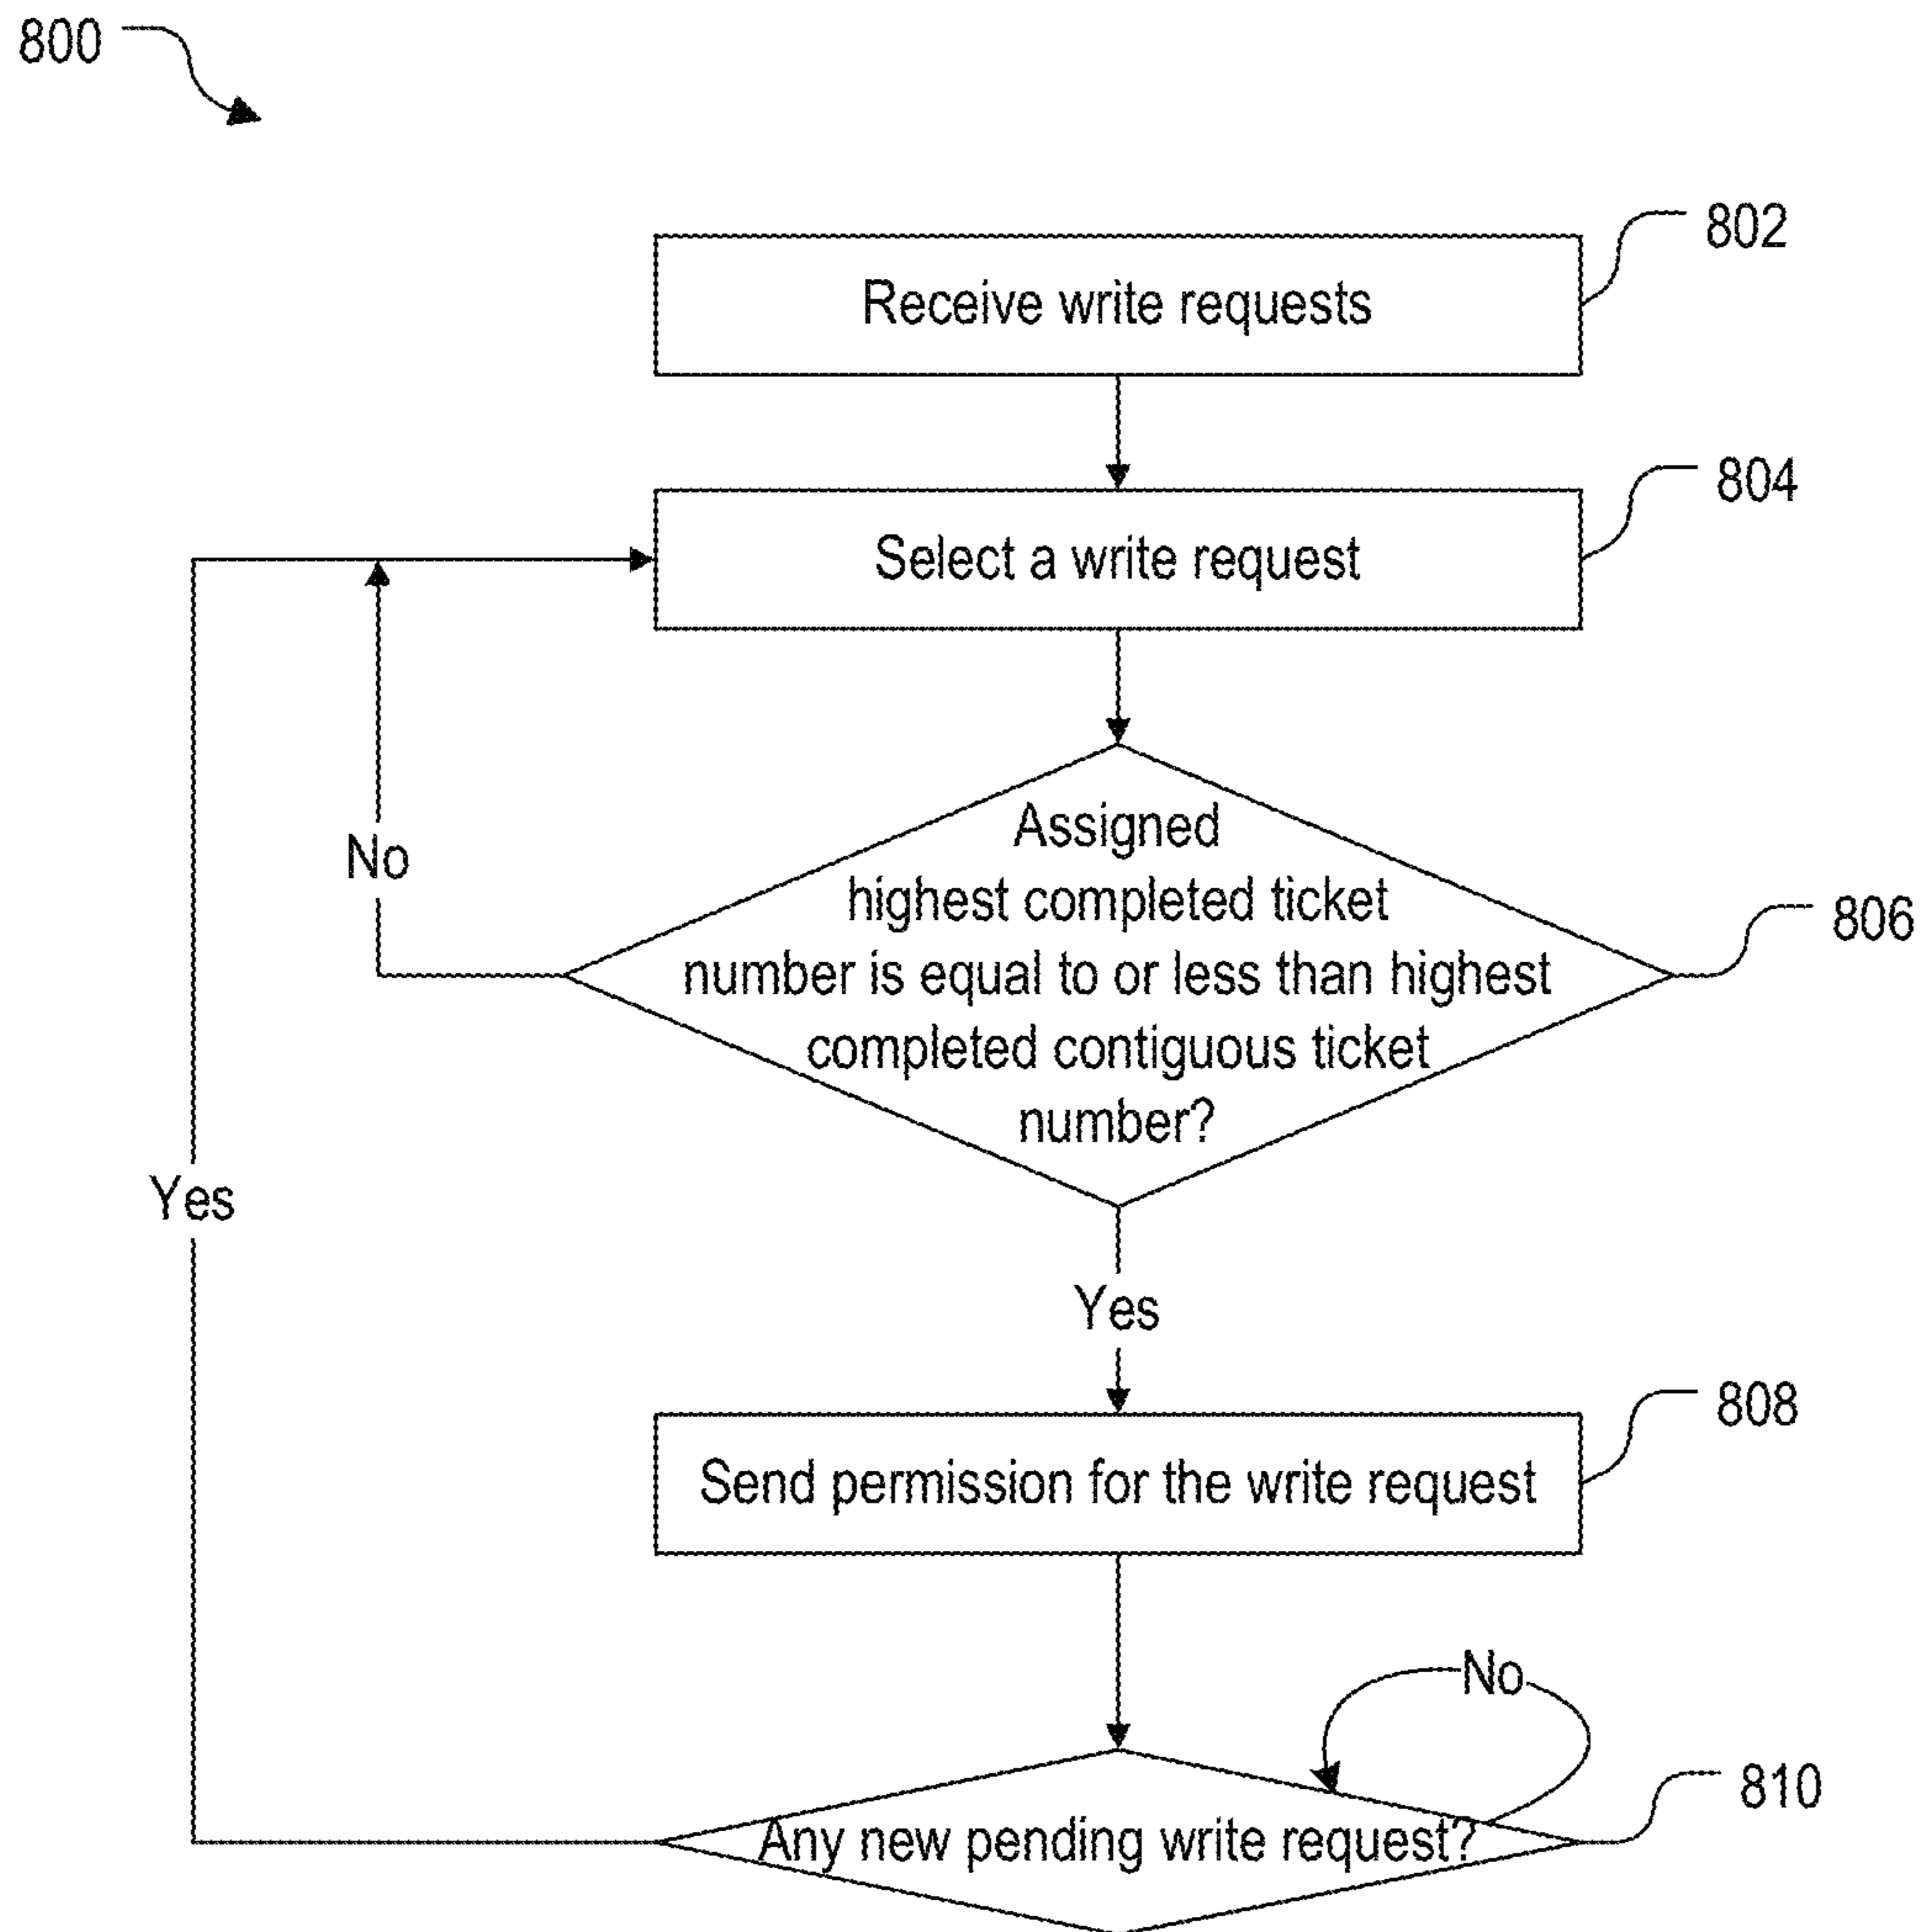 800
802
Receive write requests
804
Select a write request
Assigned
highest completed ticket
number is equal to or less than highest
completed contiguous ticket
number?
No
806
Yes
Yes
808
Send permission for the write request
No
810
Any new pending write request?